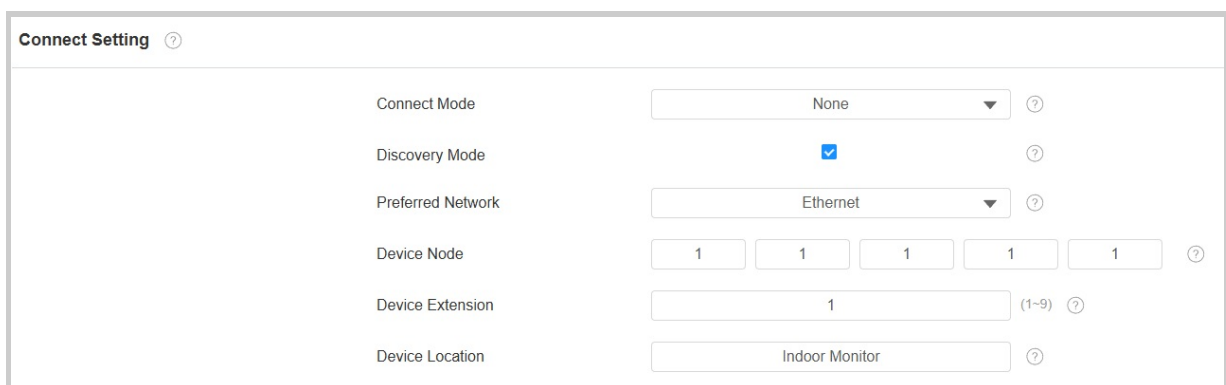 Connect Setting ?
Connect Mode None ?
Discovery Mode ?
Preferred Network Ethernet ?
Device Node 1 1 1 1 1 ?
Device Extension 1 (1~9) ?
Device Location Indoor Monitor ?